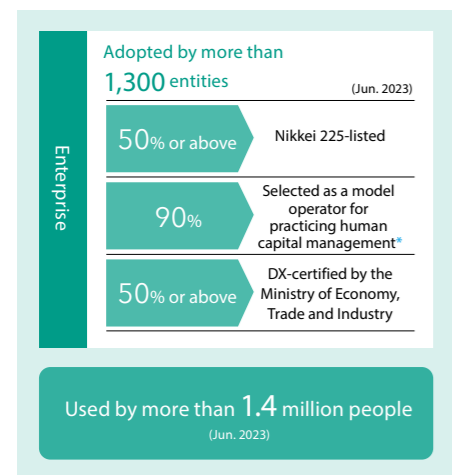 Enterprise
Adopted by more than
1,300 entities
(Jun. 2023)
50% or above
Nikkei 225-listed
90%
Selected as a model
operator for
practicing human
capital management*
50% or above
DX-certified by the
Ministry of Economy,
Trade and Industry
Used by more than 1.4 million people
(Jun. 2023)